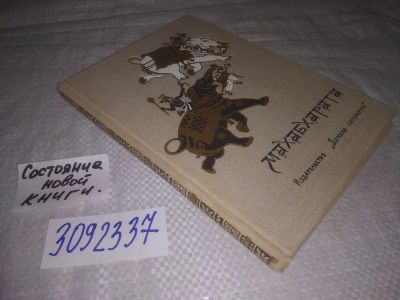 Махабхарата
Издательство „Детская литература“
Состояние
новой
книги.
3092337